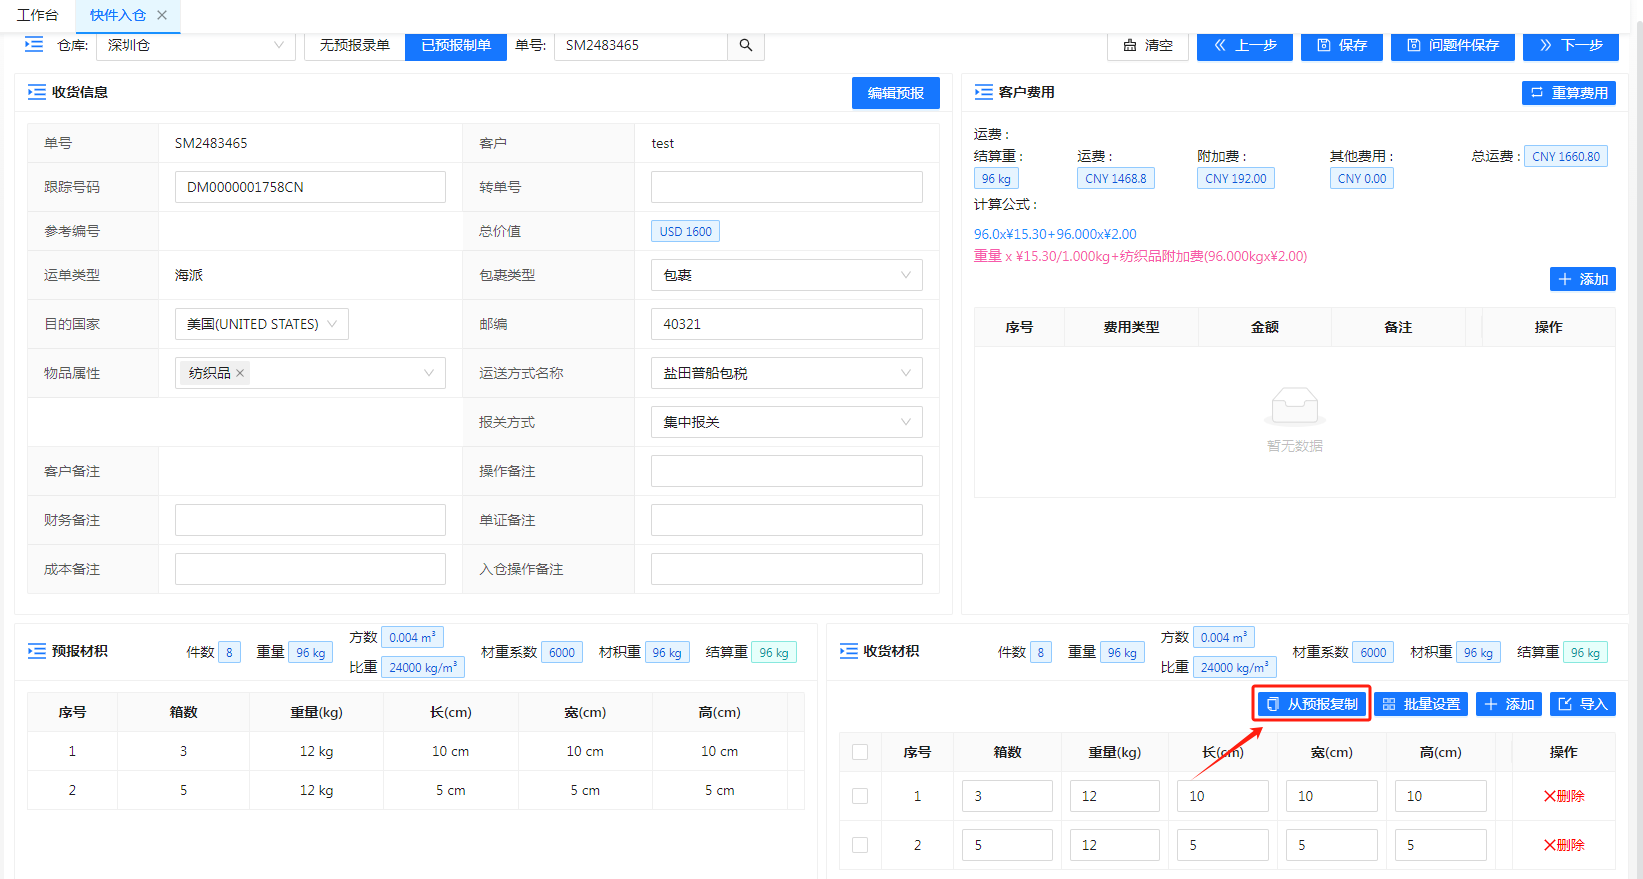 工作台 快件入仓
仓库: 深圳仓 无预报录单 已预报制单 单号: SM2483465 清空 上一步 保存 问题件保存 下一步
收货信息 编辑预报
单号 SM2483465 客户 test
跟踪号码 DM0000001758CN 转单号
参考编号 总价值 USD 1600
运单类型 海派 包裹类型 包裹
目的国家 美国(UNITED STATES) 邮编 40321
物品属性 纺织品 运送方式名称 盐田普船包税
报关方式 集中报关
客户备注 操作备注
财务备注 单证备注
成本备注 入仓操作备注
客户费用 重算费用
运费 :
结算重 : 运费 : 附加费 : 其他费用 : 总运费 : CNY 1660.80
96 kg CNY 1468.8 CNY 192.00 CNY 0.00
计算公式 :
96.0x¥15.30+96.000x¥2.00
重量 x ¥15.30/1.000kg+纺织品附加费(96.000kgx¥2.00)
添加
序号 费用类型 金额 备注 操作
暂无数据
预报材积 件数 8 重量 96 kg 方数 0.004 m³ 比重 24000 kg/m³ 材重系数 6000 材积重 96 kg 结算重 96 kg
序号 箱数 重量(kg) 长(cm) 宽(cm) 高(cm)
1 3 12 kg 10 cm 10 cm 10 cm
2 5 12 kg 5 cm 5 cm 5 cm
收货材积 件数 8 重量 96 kg 方数 0.004 m³ 比重 24000 kg/m³ 材重系数 6000 材积重 96 kg 结算重 96 kg
从预报复制 批量设置 添加 导入
序号 箱数 重量(kg) 长(cm) 宽(cm) 高(cm) 操作
1 3 12 10 10 10 删除
2 5 12 5 5 5 删除